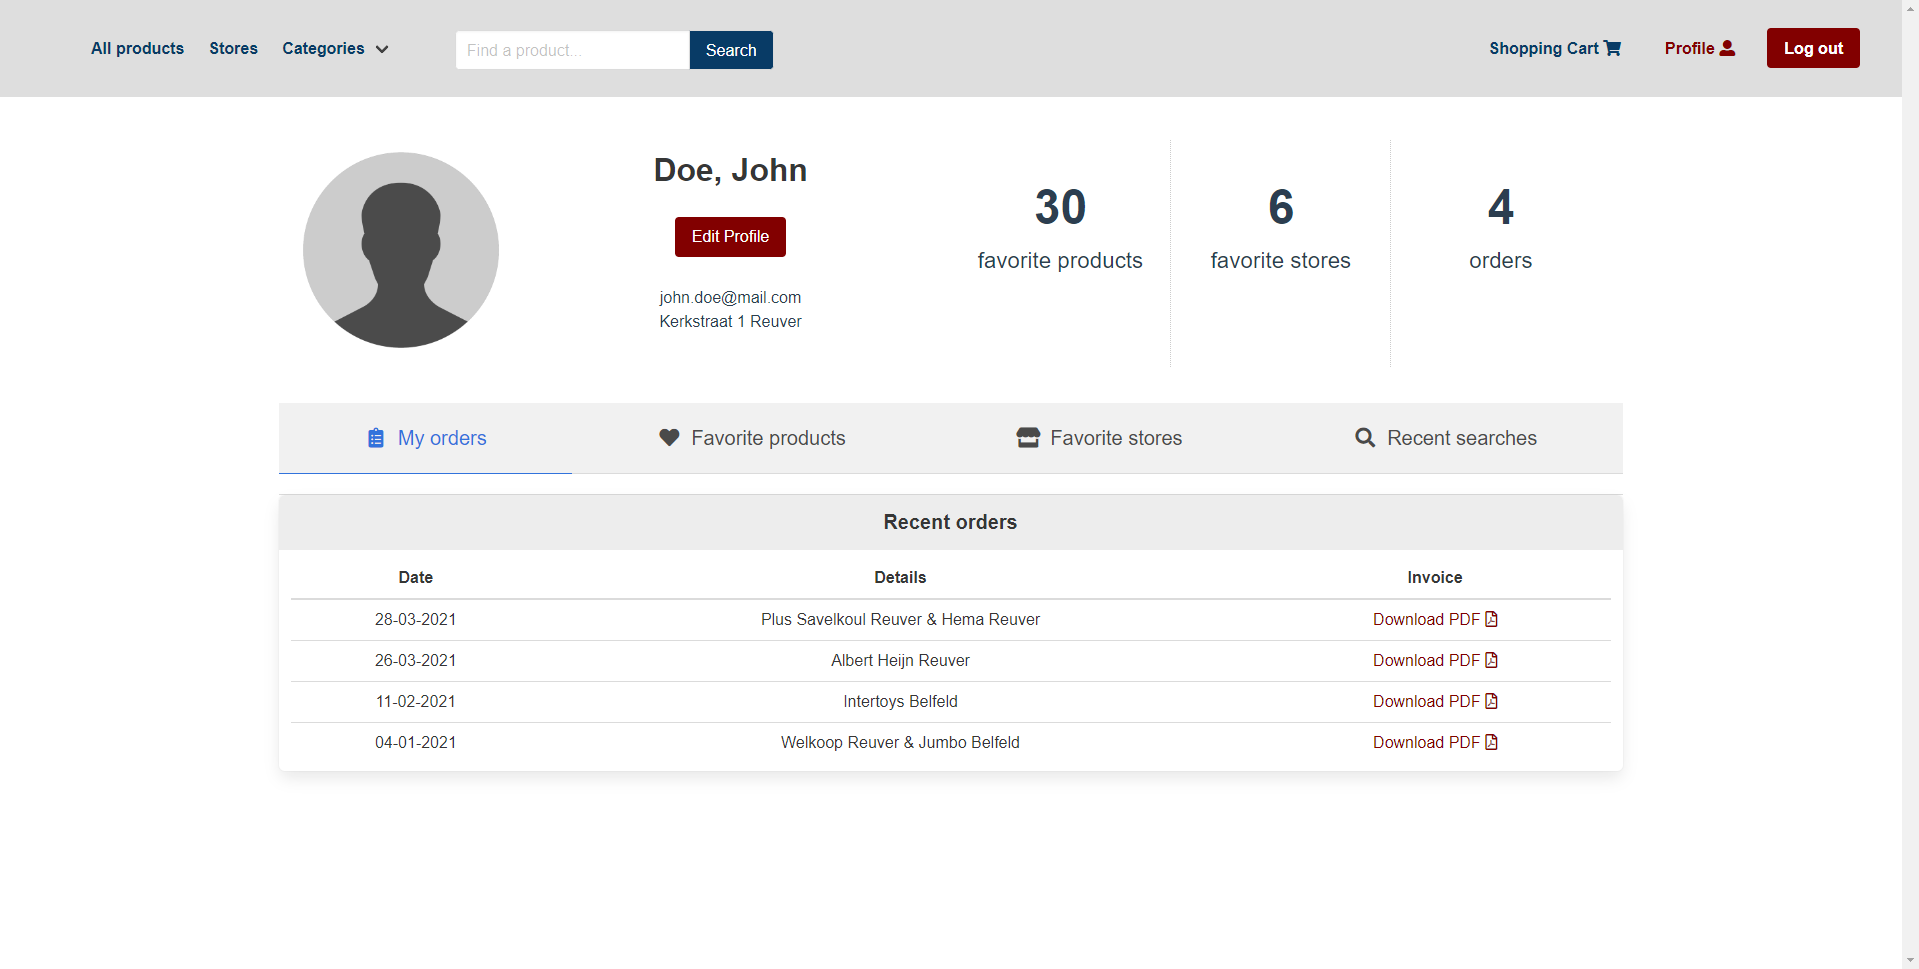 All products Stores Categories Find a product... Search Shopping Cart Profile Log out
Doe, John
Edit Profile
john.doe@mail.com
Kerkstraat 1 Reuver
30
favorite products
6
favorite stores
4
orders
My orders Favorite products Favorite stores Recent searches
Recent orders
Date Details Invoice
28-03-2021 Plus Savelkoul Reuver & Hema Reuver Download PDF
26-03-2021 Albert Heijn Reuver Download PDF
11-02-2021 Intertoys Belfeld Download PDF
04-01-2021 Welkoop Reuver & Jumbo Belfeld Download PDF